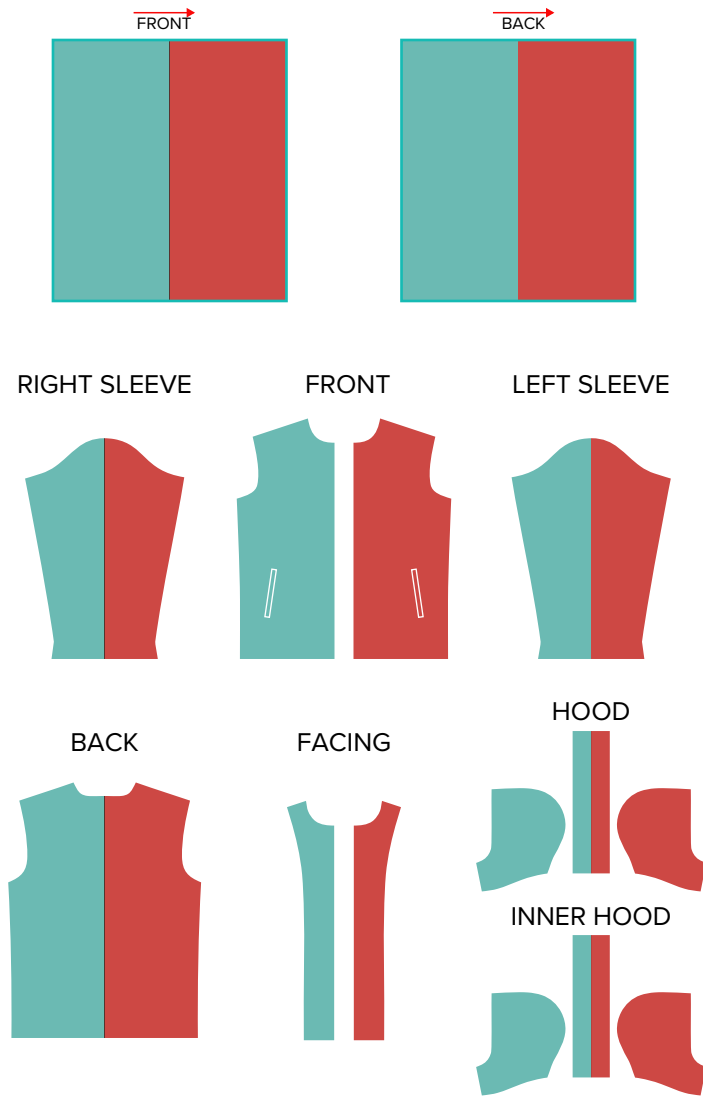 FRONT
BACK
RIGHT SLEEVE
FRONT
LEFT SLEEVE
HOOD
BACK
FACING
INNER HOOD